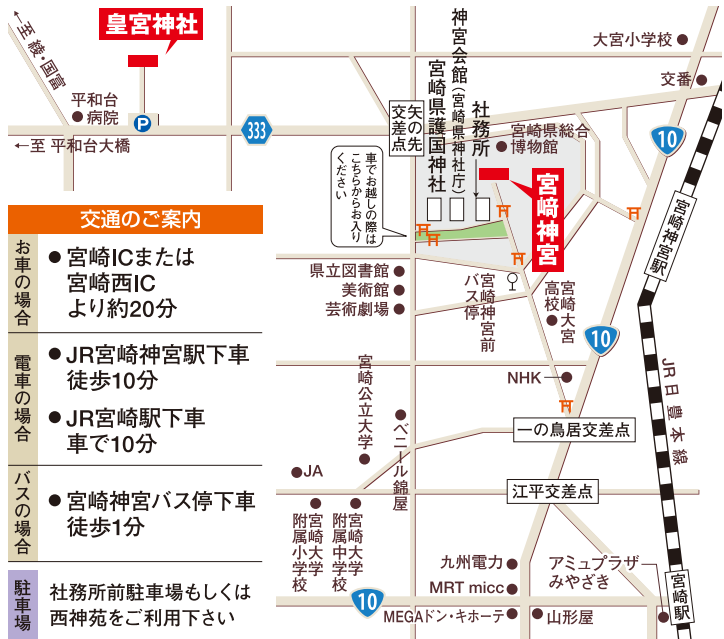 皇宮神社
←至 綾・国富
平和台
病院
P
←至 平和台大橋
333
矢の先
交差点
車でお越しの際は
こちらからお入り
ください
宮崎県護国神社
神宮会館(宮崎県神社庁)
社務所
宮崎県総合
博物館
大宮小学校
交番
10
宮﨑神宮
宮崎神宮駅
県立図書館
美術館
芸術劇場
宮崎神宮前
バス停
宮崎大宮
高校
10
NHK
JR日豊本線
一の鳥居交差点
宮崎公立大学
ベニール錦屋
JA
江平交差点
宮崎大学
附属小学校
宮崎大学
附属中学校
九州電力
MRT micc
MEGAドン・キホーテ
山形屋
アミュプラザ
みやざき
宮崎駅
10
交通のご案内
お車の場合
● 宮崎ICまたは
宮崎西IC
より約20分
電車の場合
● JR宮崎神宮駅下車
徒歩10分
● JR宮崎駅下車
車で10分
バスの場合
● 宮崎神宮バス停下車
徒歩1分
駐車場
社務所前駐車場もしくは
西神苑をご利用下さい